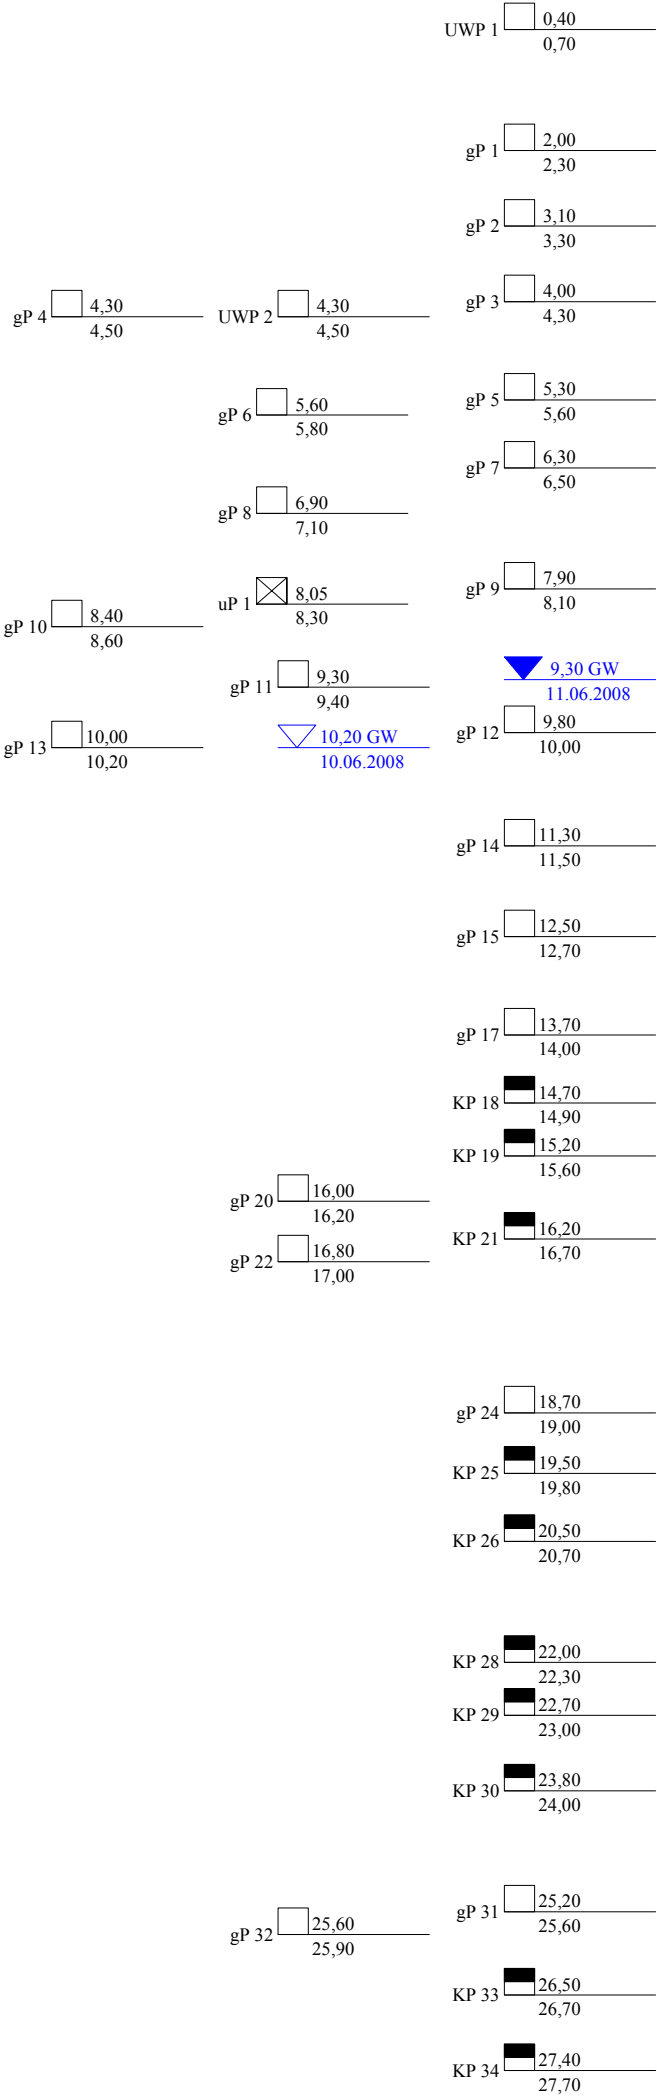 UWP 1 0,40
0,70
gP 1 2,00
2,30
gP 2 3,10
3,30
gP 3 4,00
4,30
gP 4 4,30
4,50
UWP 2 4,30
4,50
gP 5 5,30
5,60
gP 6 5,60
5,80
gP 7 6,30
6,50
gP 8 6,90
7,10
gP 9 7,90
8,10
uP 1 8,05
8,30
gP 10 8,40
8,60
gP 11 9,30
9,40
9,30 GW
11.06.2008
gP 12 9,80
10,00
gP 13 10,00
10,20
10,20 GW
10.06.2008
gP 14 11,30
11,50
gP 15 12,50
12,70
gP 17 13,70
14,00
KP 18 14,70
14,90
KP 19 15,20
15,60
gP 20 16,00
16,20
KP 21 16,20
16,70
gP 22 16,80
17,00
gP 24 18,70
19,00
KP 25 19,50
19,80
KP 26 20,50
20,70
KP 28 22,00
22,30
KP 29 22,70
23,00
KP 30 23,80
24,00
gP 31 25,20
25,60
gP 32 25,60
25,90
KP 33 26,50
26,70
KP 34 27,40
27,70